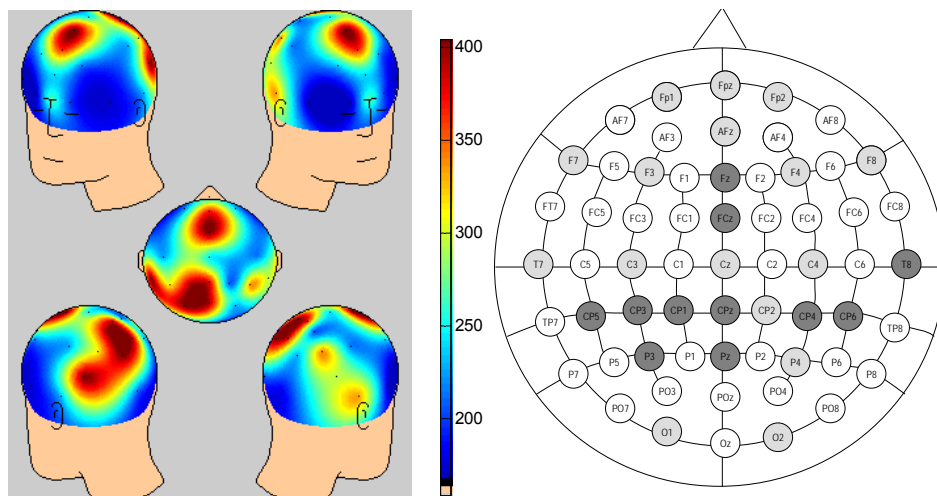 400
350
300
250
200
Fpz
Fp1 Fp2
AF7 AFz AF8
AF3 AF4
F7 F5 F3 F1 Fz F2 F4 F6 F8
FT7 FC5 FC3 FC1 FCz FC2 FC4 FC6 FC8
T7 C5 C3 C1 Cz C2 C4 C6 T8
TP7 CP5 CP3 CP1 CPz CP2 CP4 CP6 TP8
P7 P5 P3 P1 Pz P2 P4 P6 P8
PO7 PO3 POz PO4 PO8
O1 Oz O2